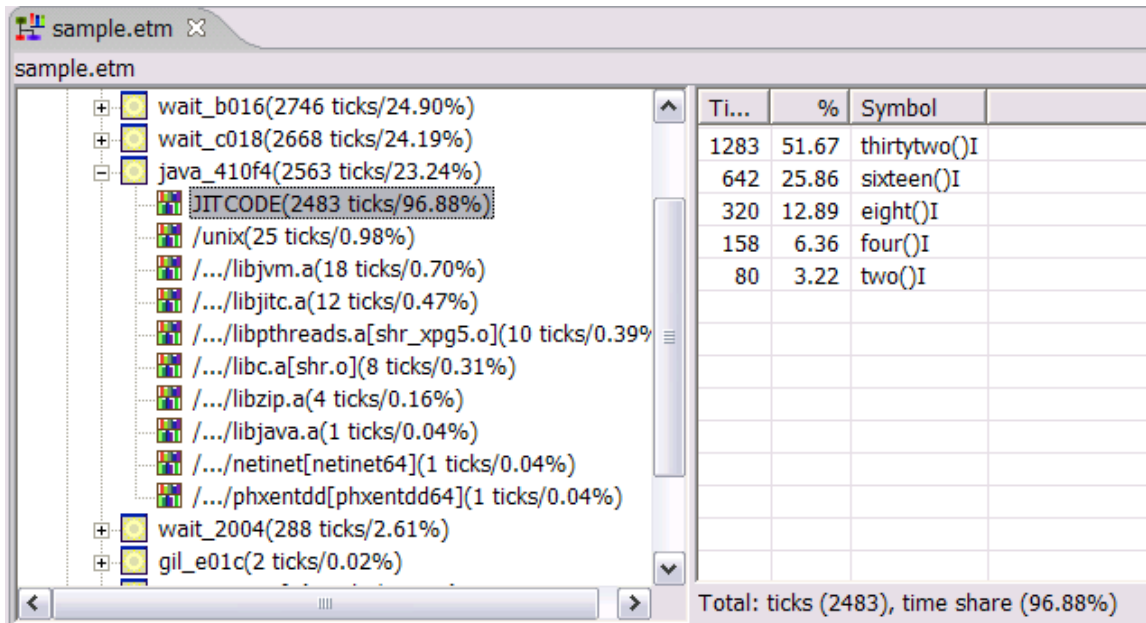 sample.etm
sample.etm
wait_b016(2746 ticks/24.90%)
wait_c018(2668 ticks/24.19%)
java_410f4(2563 ticks/23.24%)
JITCODE(2483 ticks/96.88%)
/unix(25 ticks/0.98%)
/.../libjvm.a(18 ticks/0.70%)
/.../libjitc.a(12 ticks/0.47%)
/.../libpthreads.a[shr_xpg5.o](10 ticks/0.39%
/.../libc.a[shr.o](8 ticks/0.31%)
/.../libzip.a(4 ticks/0.16%)
/.../libjava.a(1 ticks/0.04%)
/.../netinet[netinet64](1 ticks/0.04%)
/.../phxentdd[phxentdd64](1 ticks/0.04%)
wait_2004(288 ticks/2.61%)
gil_e01c(2 ticks/0.02%)
Ti... % Symbol
1283 51.67 thirtytwo()I
642 25.86 sixteen()I
320 12.89 eight()I
158 6.36 four()I
80 3.22 two()I
Total: ticks (2483), time share (96.88%)